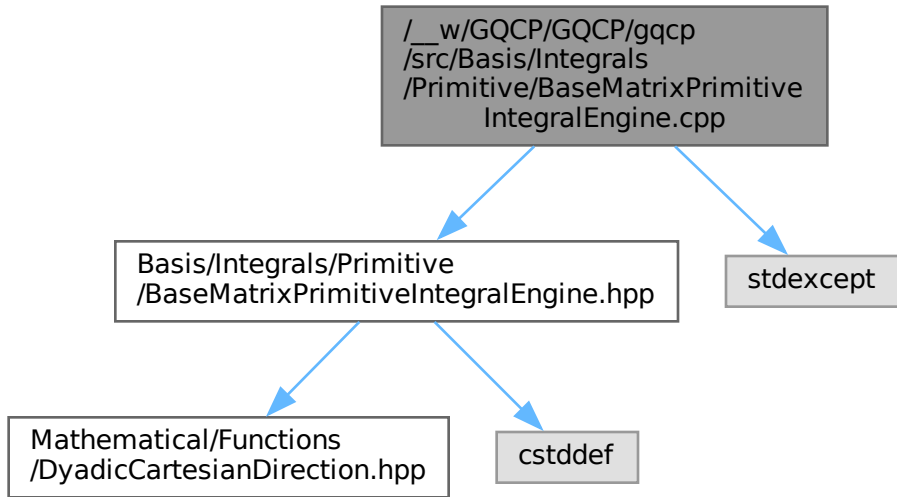 /__w/GQCP/GQCP/gqcp
/src/Basis/Integrals
/Primitive/BaseMatrixPrimitive
IntegralEngine.cpp
Basis/Integrals/Primitive
/BaseMatrixPrimitiveIntegralEngine.hpp
stdexcept
Mathematical/Functions
/DyadicCartesianDirection.hpp
cstddef